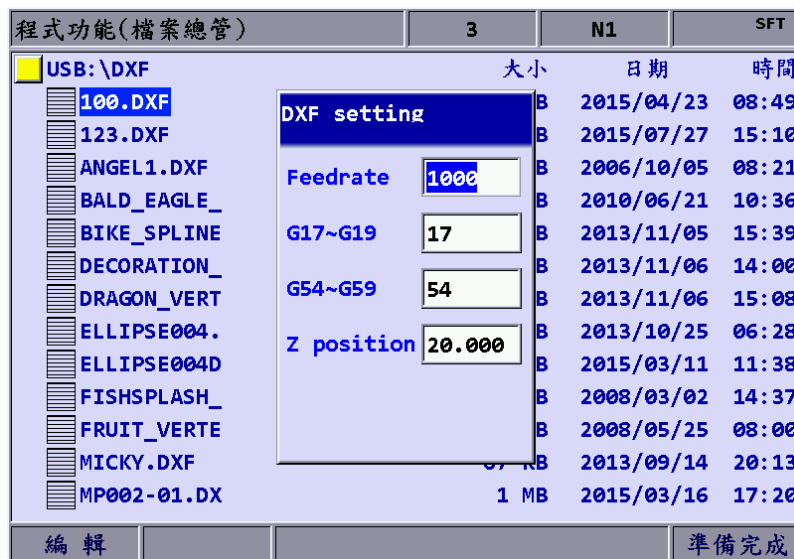 程式功能(檔案總管) 3 N1 SFT
USB:\DXF 大小 日期 時間
100.DXF B 2015/04/23 08:49
123.DXF B 2015/07/27 15:10
ANGEL1.DXF B 2006/10/05 08:21
BALD_EAGLE_ B 2010/06/21 10:36
BIKE_SPLINE B 2013/11/05 15:39
DECORATION_ B 2013/11/06 14:00
DRAGON_VERT B 2013/11/06 15:08
ELLIPSE004. B 2013/10/25 06:28
ELLIPSE004D B 2015/03/11 11:38
FISHSPLASH_ B 2008/03/02 14:37
FRUIT_VERTE B 2008/05/25 08:00
MICKY.DXF KB 2013/09/14 20:13
MP002-01.DX 1 MB 2015/03/16 17:20
DXF setting
Feedrate 1000
G17~G19 17
G54~G59 54
Z position 20.000
編輯 準備完成